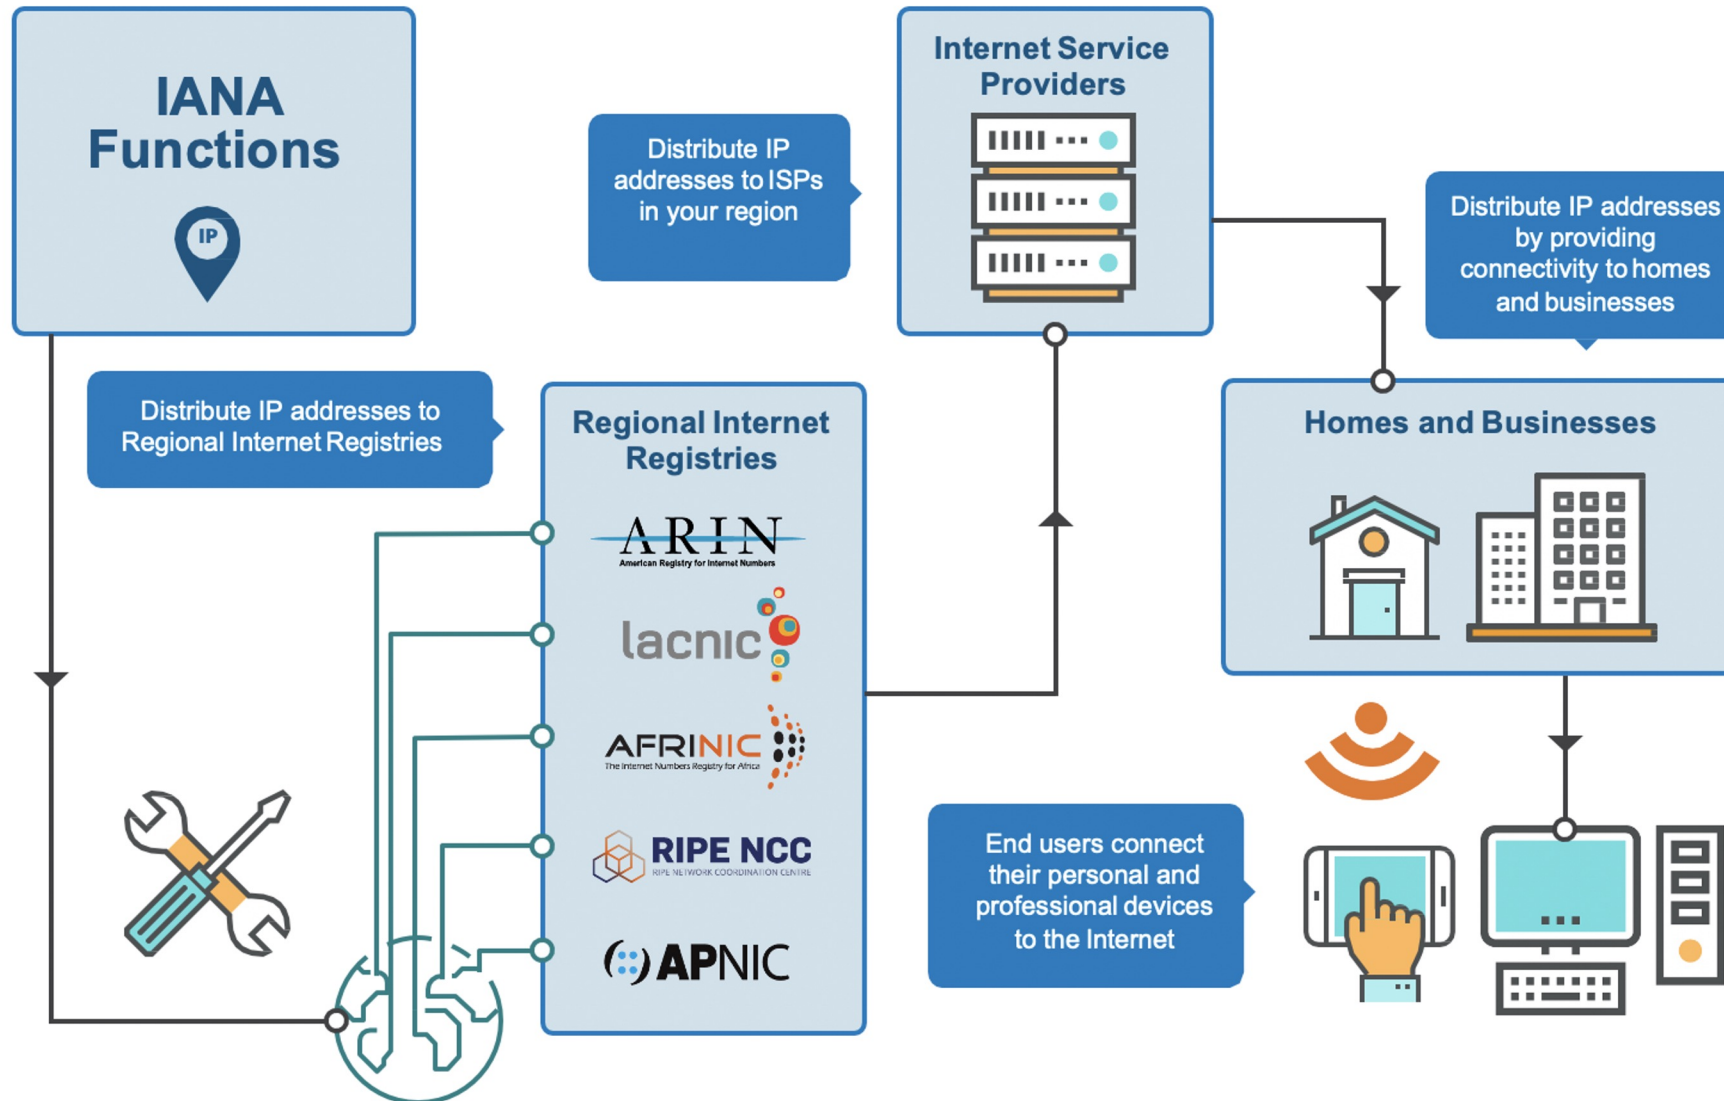 IANA
Functions
IP
Distribute IP addresses to
Regional Internet Registries
Regional Internet
Registries
ARIN
American Registry for Internet Numbers
lacnic
AFRINIC
The Internet Numbers Registry for Africa
RIPE NCC
RIPE NETWORK COORDINATION CENTRE
APNIC
Distribute IP
addresses to ISPs
in your region
Internet Service
Providers
Distribute IP addresses
by providing
connectivity to homes
and businesses
Homes and Businesses
End users connect
their personal and
professional devices
to the Internet